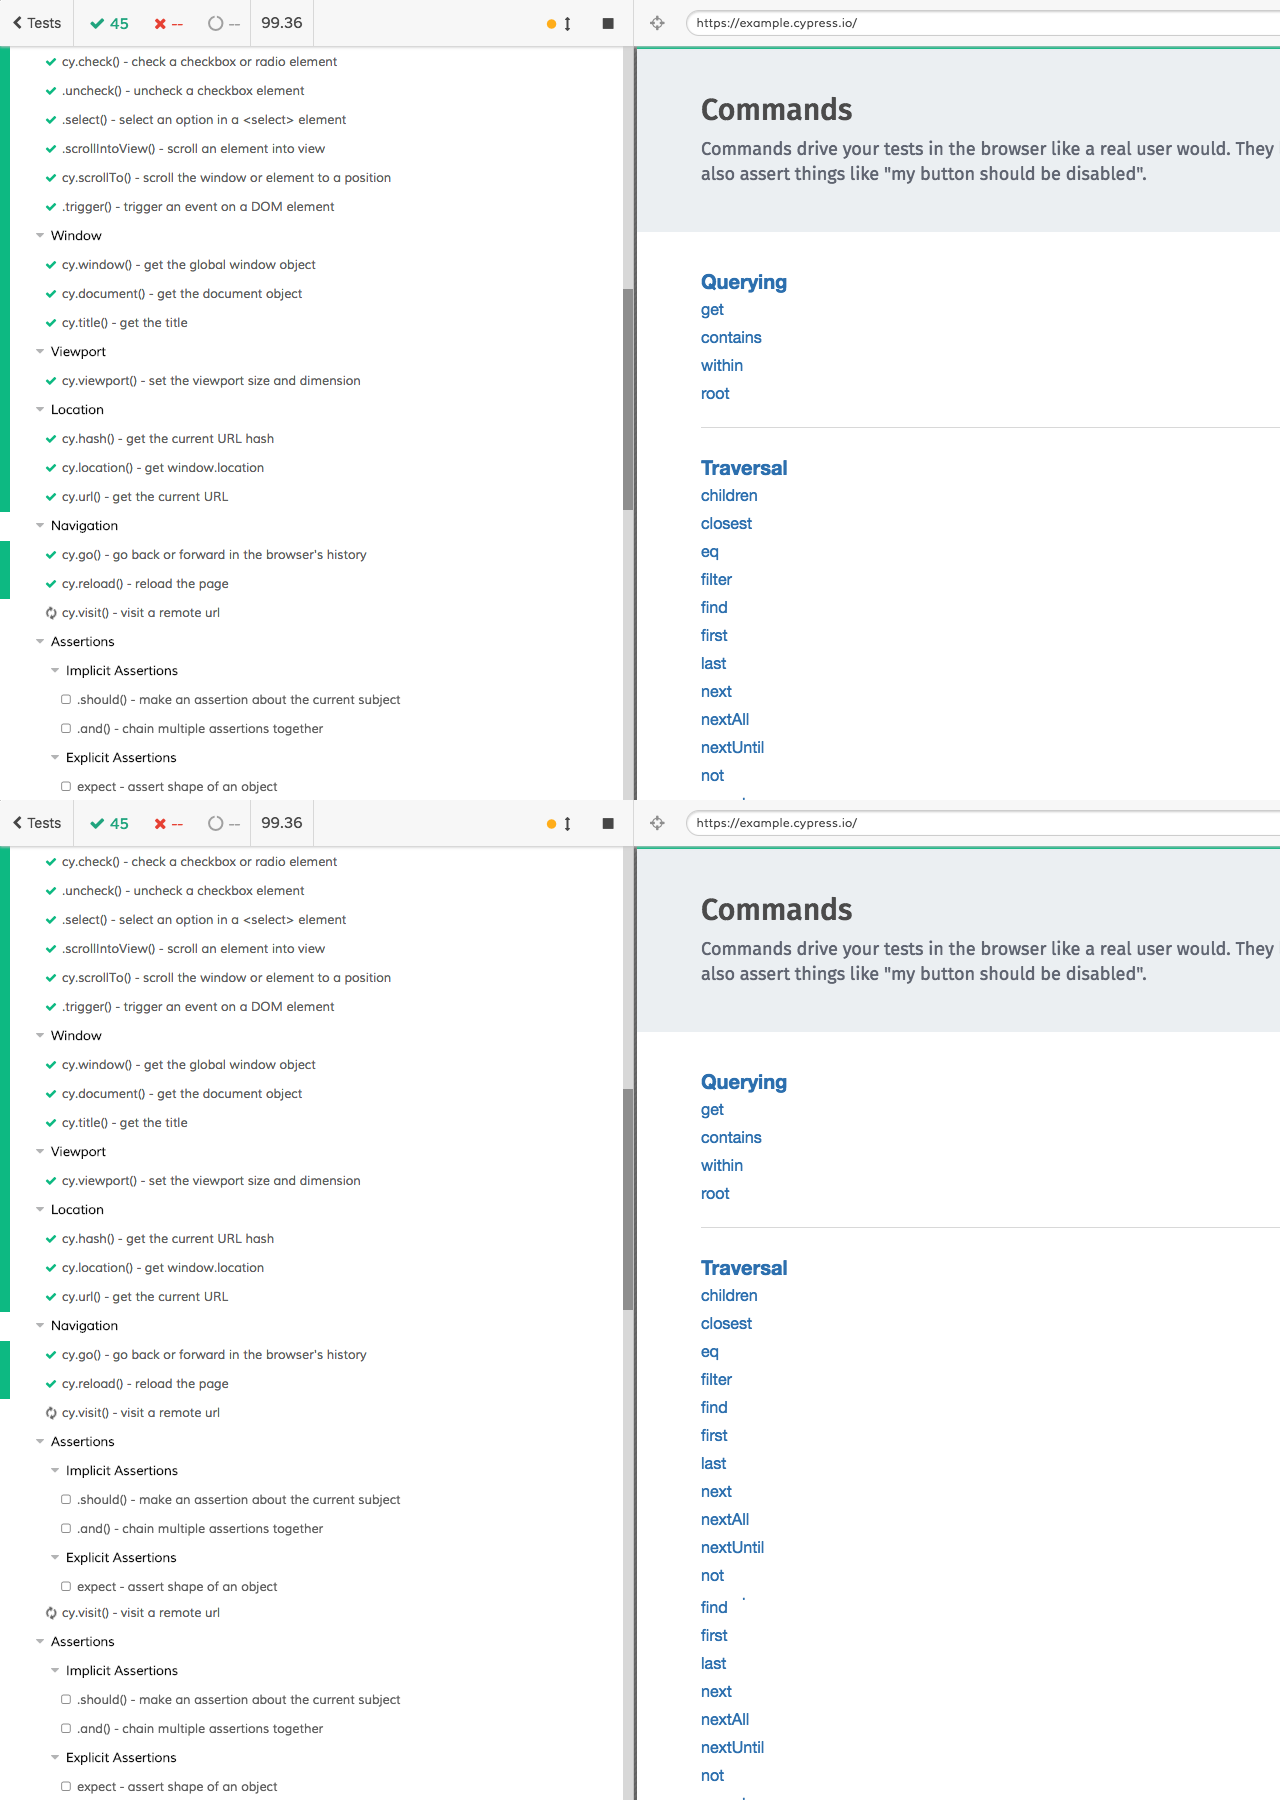 Tests 45 -- -- 99.36
cy.check() - check a checkbox or radio element
.uncheck() - uncheck a checkbox element
.select() - select an option in a <select> element
.scrollIntoView() - scroll an element into view
cy.scrollTo() - scroll the window or element to a position
.trigger() - trigger an event on a DOM element
Window
cy.window() - get the global window object
cy.document() - get the document object
cy.title() - get the title
Viewport
cy.viewport() - set the viewport size and dimension
Location
cy.hash() - get the current URL hash
cy.location() - get window.location
cy.url() - get the current URL
Navigation
cy.go() - go back or forward in the browser's history
cy.reload() - reload the page
cy.visit() - visit a remote url
Assertions
Implicit Assertions
.should() - make an assertion about the current subject
.and() - chain multiple assertions together
Explicit Assertions
expect - assert shape of an object
https://example.cypress.io/
Commands
Commands drive your tests in the browser like a real user would. They
also assert things like "my button should be disabled".
Querying
get
contains
within
root
Traversal
children
closest
eq
filter
find
first
last
next
nextAll
nextUntil
not
Tests 45 -- -- 99.36
cy.check() - check a checkbox or radio element
.uncheck() - uncheck a checkbox element
.select() - select an option in a <select> element
.scrollIntoView() - scroll an element into view
cy.scrollTo() - scroll the window or element to a position
.trigger() - trigger an event on a DOM element
Window
cy.window() - get the global window object
cy.document() - get the document object
cy.title() - get the title
Viewport
cy.viewport() - set the viewport size and dimension
Location
cy.hash() - get the current URL hash
cy.location() - get window.location
cy.url() - get the current URL
Navigation
cy.go() - go back or forward in the browser's history
cy.reload() - reload the page
cy.visit() - visit a remote url
Assertions
Implicit Assertions
.should() - make an assertion about the current subject
.and() - chain multiple assertions together
Explicit Assertions
expect - assert shape of an object
cy.visit() - visit a remote url
Assertions
Implicit Assertions
.should() - make an assertion about the current subject
.and() - chain multiple assertions together
Explicit Assertions
expect - assert shape of an object
https://example.cypress.io/
Commands
Commands drive your tests in the browser like a real user would. They
also assert things like "my button should be disabled".
Querying
get
contains
within
root
Traversal
children
closest
eq
filter
find
first
last
next
nextAll
nextUntil
not
find
first
last
next
nextAll
nextUntil
not